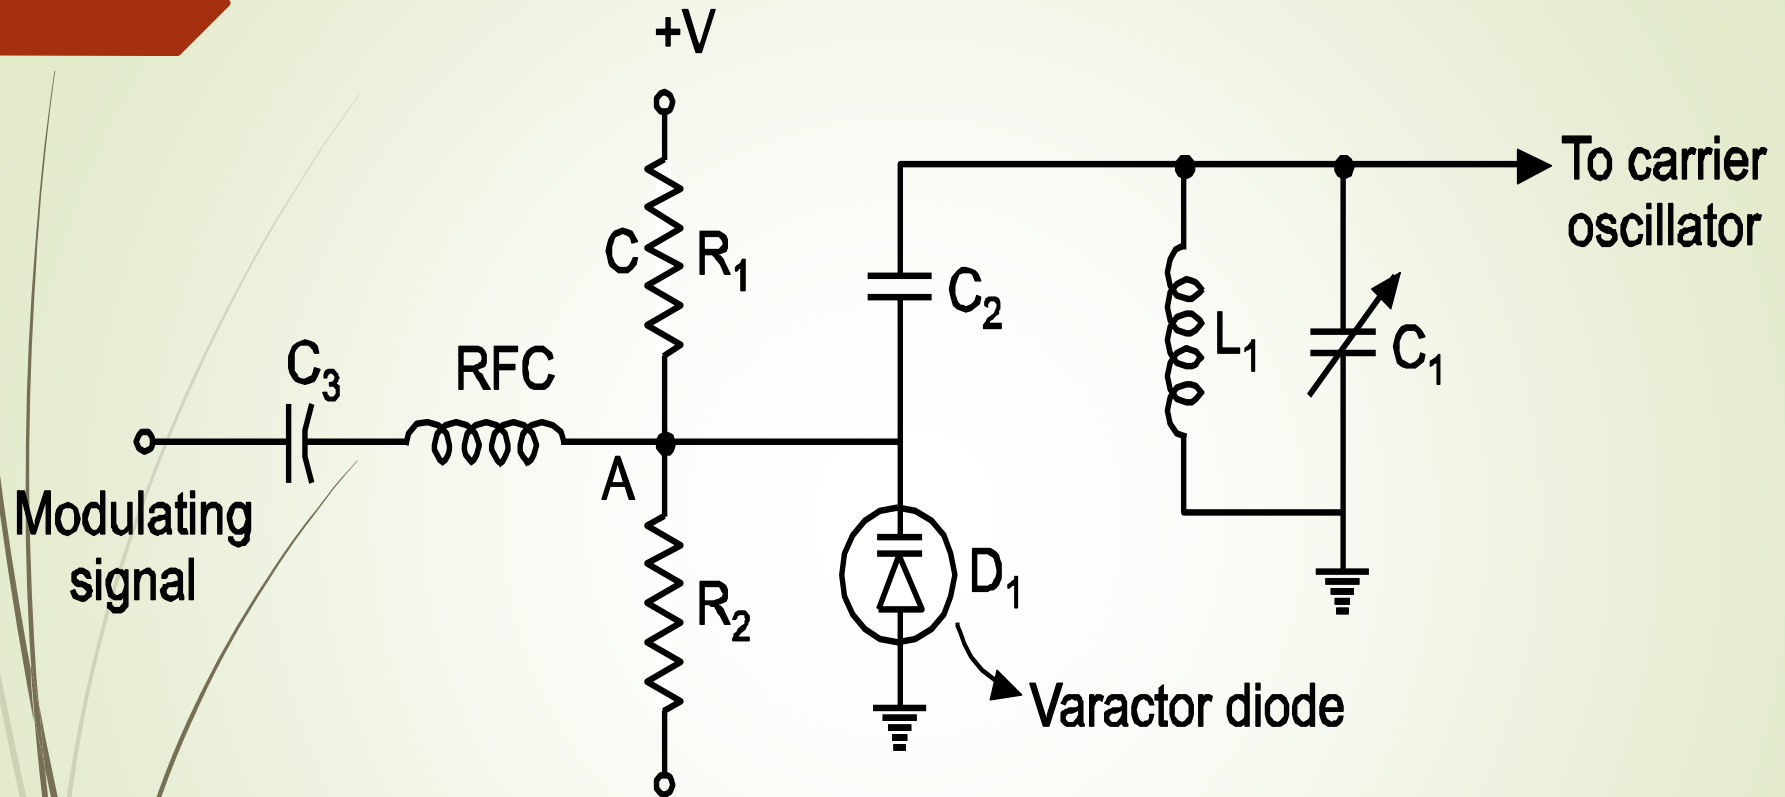 +V
To carrier
oscillator
C R₁
C₂
L₁
C₁
C₃
RFC
A
Modulating
signal
D₁
R₂
Varactor diode